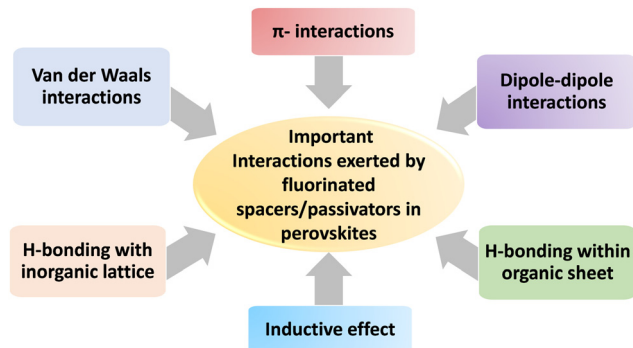 π- interactions
Van der Waals
interactions
Dipole-dipole
interactions
Important
Interactions exerted by
fluorinated
spacers/passivators in
perovskites
H-bonding with
inorganic lattice
H-bonding within
organic sheet
Inductive effect